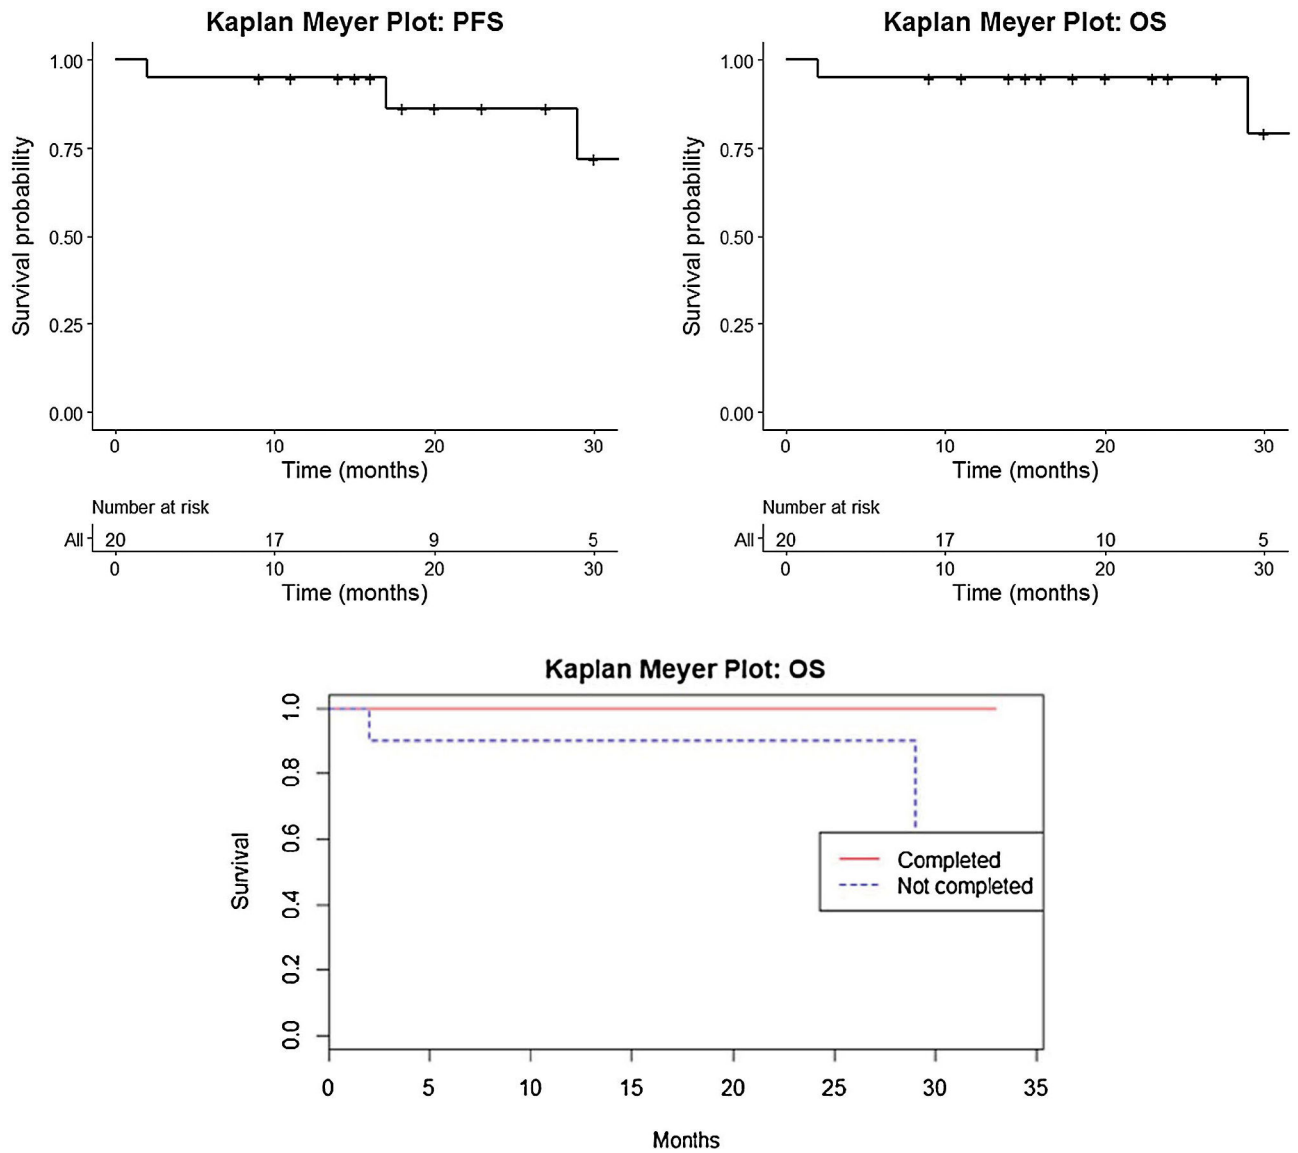 Kaplan Meyer Plot: PFS
Survival probability
1.00
0.75
0.50
0.25
0.00
0 10 20 30
Time (months)
Number at risk
All 20 17 9 5
0 10 20 30
Time (months)
Kaplan Meyer Plot: OS
Survival probability
1.00
0.75
0.50
0.25
0.00
0 10 20 30
Time (months)
Number at risk
All 20 17 10 5
0 10 20 30
Time (months)
Kaplan Meyer Plot: OS
Survival
1.0
0.8
0.6
0.4
0.2
0.0
Completed
Not completed
0 5 10 15 20 25 30 35
Months